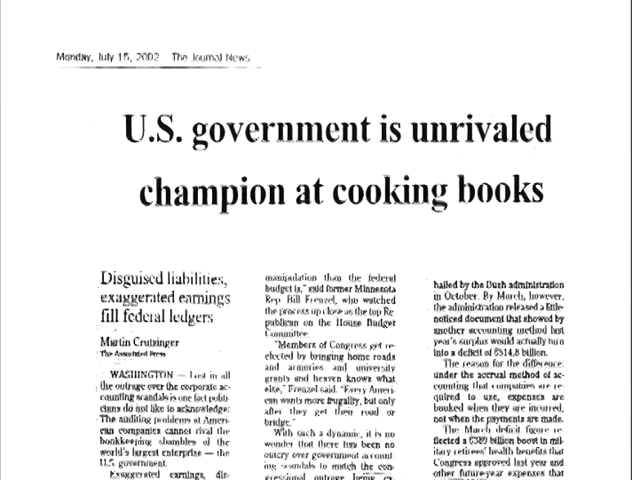 Monday, July 15, 2002 The Journal News
U.S. government is unrivaled
champion at cooking books
Disguised liabilities,
exaggerated earnings
fill federal ledgers
Martin Crutsinger
The Associated Press
WASHINGTON — Lost in all
the outrage over the corporate ac-
counting scandals is one fact politi-
cians do not like to acknowledge:
The auditing problems at Ameri-
can companies cannot rival the
bookkeeping shambles of the
world's largest enterprise — the
U.S. government.
Exaggerated earnings, dis-
manipulation than the federal
budget is," said former Minnesota
Rep. Bill Frenzel, who watched
the process up close as the top Re-
publican on the House Budget
Committee.
"Members of Congress get re-
elected by bringing home roads
and armories and university
grants and heaven knows what
else," Frenzel said. "Every Ameri-
can wants more frugality, but only
after they get their road or
bridge."
With such a dynamic, it is no
wonder that there has been no
outcry over government account-
ing scandals to match the con-
gressional outrage being ex-
hailed by the Bush administration
in October. By March, however,
the administration released a little-
noticed document that showed by
another accounting method last
year's surplus would actually turn
into a deficit of $514.8 billion.
The reason for the difference:
under the accrual method of ac-
counting that companies are re-
quired to use, expenses are
booked when they are incurred,
not when the payments are made.
The March deficit figure re-
flected a $389 billion boost in mil-
itary retirees' health benefits that
Congress approved last year and
other future-year expenses that